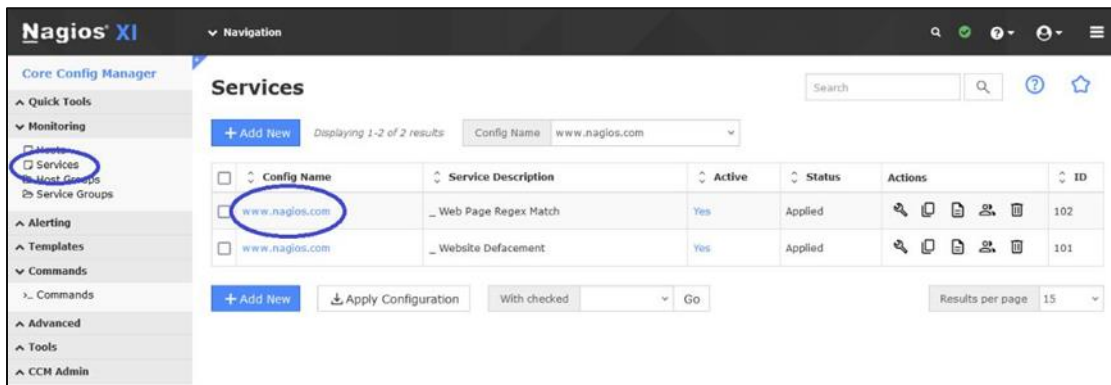 Nagios® XI
Navigation
Core Config Manager
Quick Tools
Monitoring
Hosts
Services
Host Groups
Service Groups
Alerting
Templates
Commands
>_ Commands
Advanced
Tools
CCM Admin
Services
Search
+ Add New Displaying 1-2 of 2 results Config Name www.nagios.com
Config Name Service Description Active Status Actions ID
www.nagios.com _ Web Page Regex Match Yes Applied 102
www.nagios.com _ Website Defacement Yes Applied 101
+ Add New Apply Configuration With checked Go Results per page 15